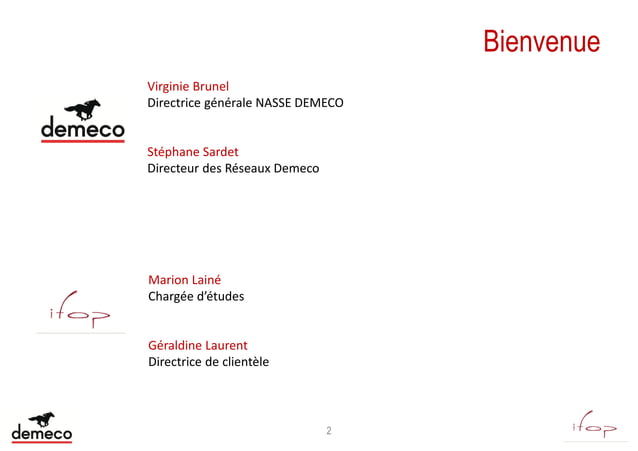 Bienvenue
Virginie Brunel
Directrice générale NASSE DEMECO
demeco
Stéphane Sardet
Directeur des Réseaux Demeco
Marion Lainé
Chargée d’études
ifop
Géraldine Laurent
Directrice de clientèle
demeco
2
ifop